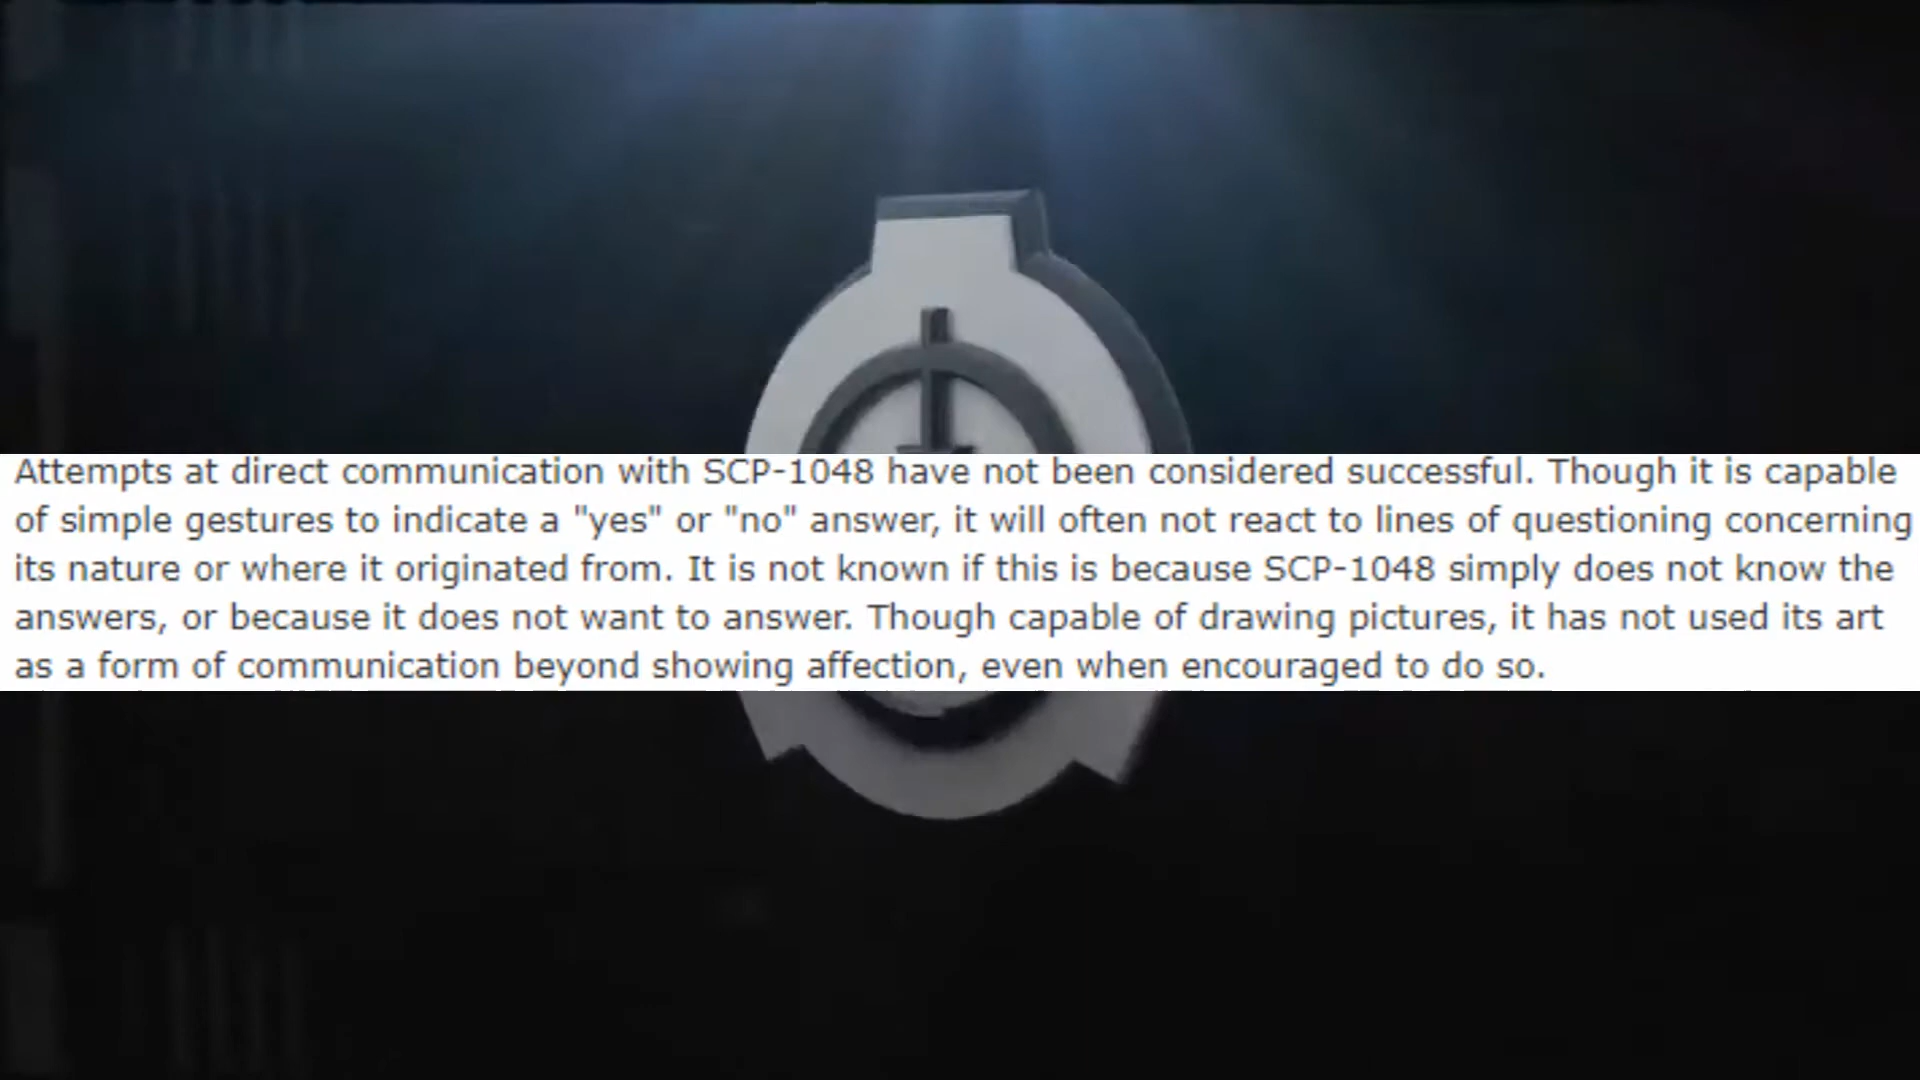 Attempts at direct communication with SCP-1048 have not been considered successful. Though it is capable
of simple gestures to indicate a "yes" or "no" answer, it will often not react to lines of questioning concerning
its nature or where it originated from. It is not known if this is because SCP-1048 simply does not know the
answers, or because it does not want to answer. Though capable of drawing pictures, it has not used its art
as a form of communication beyond showing affection, even when encouraged to do so.